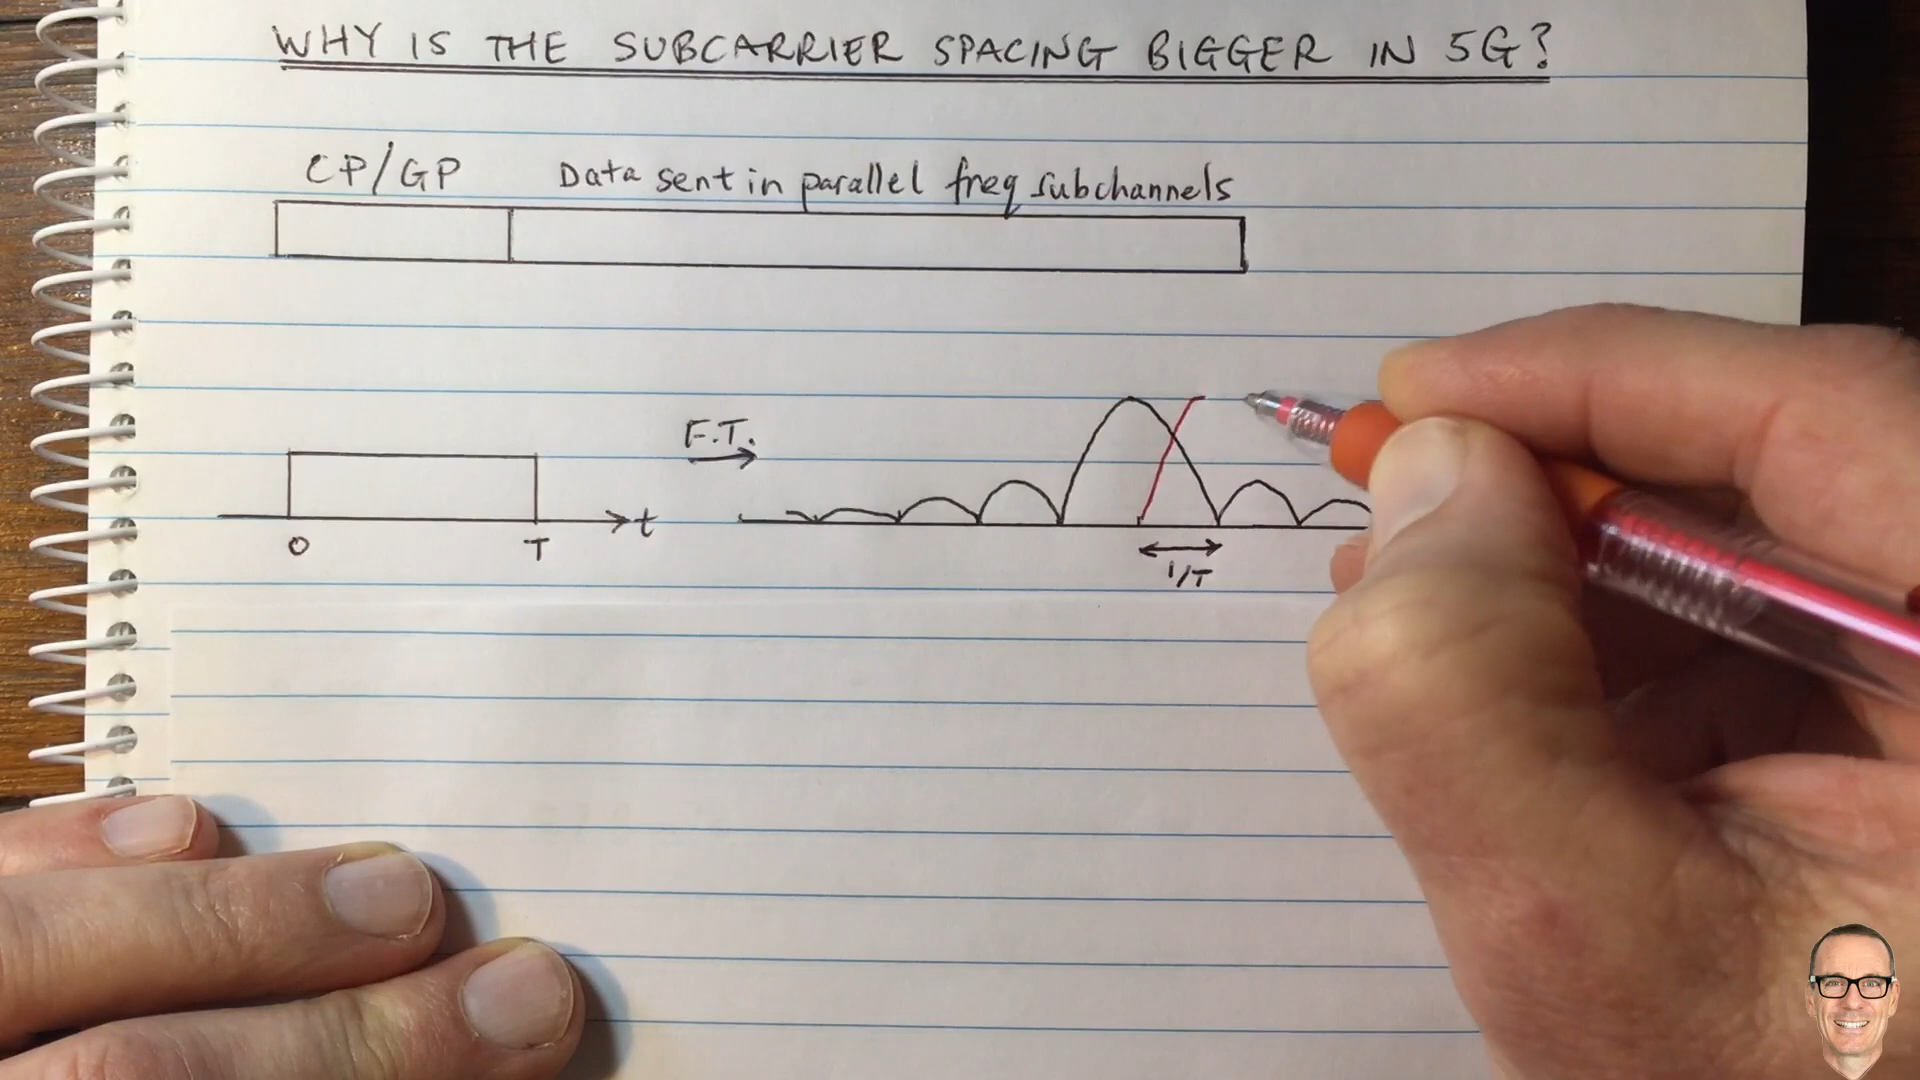 WHY IS THE SUBCARRIER SPACING BIGGER IN 5G?
CP/GP Data sent in parallel freq subchannels
F.T.
t
0 T
1/T